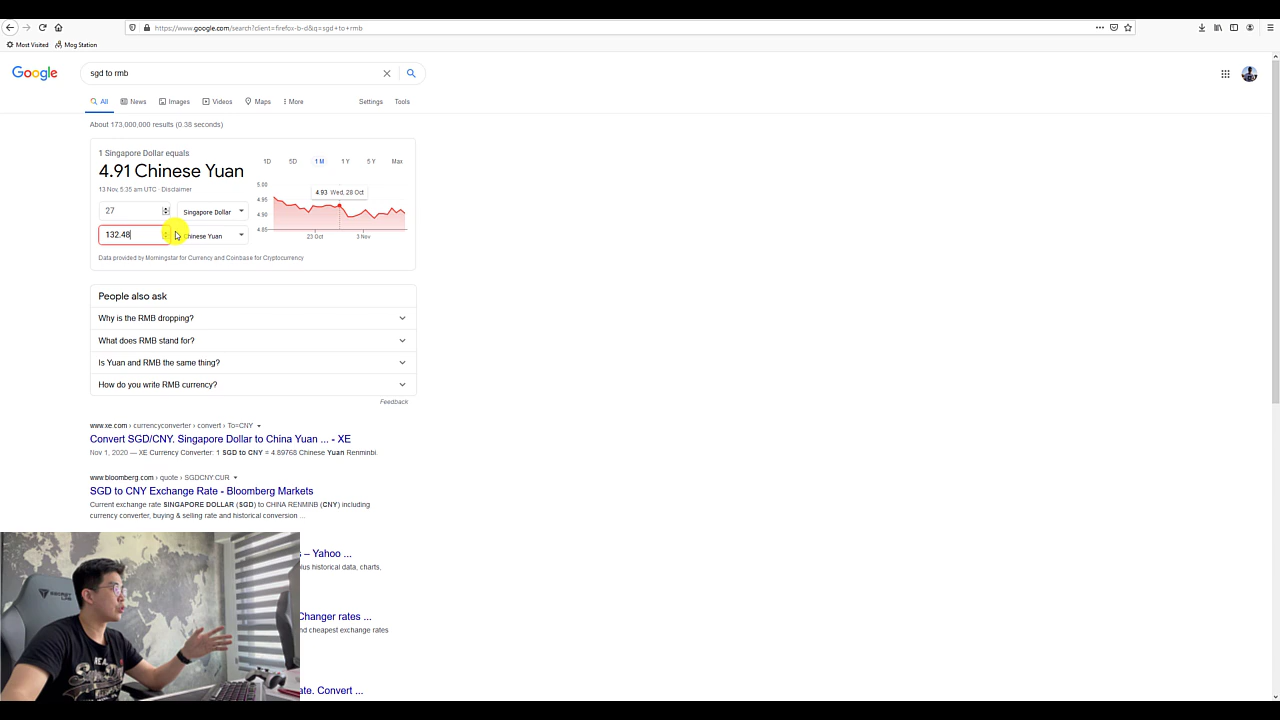 https://www.google.com/search?client=firefox-b-d&q=sgd+to+rmb
Most Visited
Mog Station
Google
sgd to rmb
All
News
Images
Videos
Maps
More
Settings
Tools
About 173,000,000 results (0.38 seconds)
1 Singapore Dollar equals
4.91 Chinese Yuan
13 Nov, 5:35 am UTC · Disclaimer
27
Singapore Dollar
132.48
Chinese Yuan
1D
5D
1M
1Y
5Y
Max
5.00
4.95
4.90
4.85
4.93 Wed, 28 Oct
23 Oct
3 Nov
Data provided by Morningstar for Currency and Coinbase for Cryptocurrency
People also ask
Why is the RMB dropping?
What does RMB stand for?
Is Yuan and RMB the same thing?
How do you write RMB currency?
Feedback
www.xe.com › currencyconverter › convert › To=CNY
Convert SGD/CNY. Singapore Dollar to China Yuan ... - XE
Nov 1, 2020 — XE Currency Converter: 1 SGD to CNY = 4.89768 Chinese Yuan Renminbi.
www.bloomberg.com › quote › SGDCNY:CUR
SGD to CNY Exchange Rate - Bloomberg Markets
Current exchange rate SINGAPORE DOLLAR (SGD) to CHINA RENMINB (CNY) including
currency converter, buying & selling rate and historical conversion ...
– Yahoo ...
plus historical data, charts,
Changer rates ...
and cheapest exchange rates
ate. Convert ...
SECRETLAB